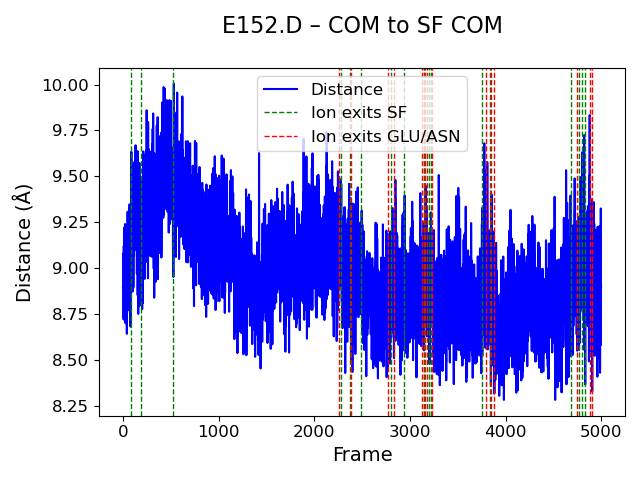 E152.D – COM to SF COM
Distance
Ion exits SF
Ion exits GLU/ASN
Distance (Å)
10.00
9.75
9.50
9.25
9.00
8.75
8.50
8.25
0 1000 2000 3000 4000 5000
Frame